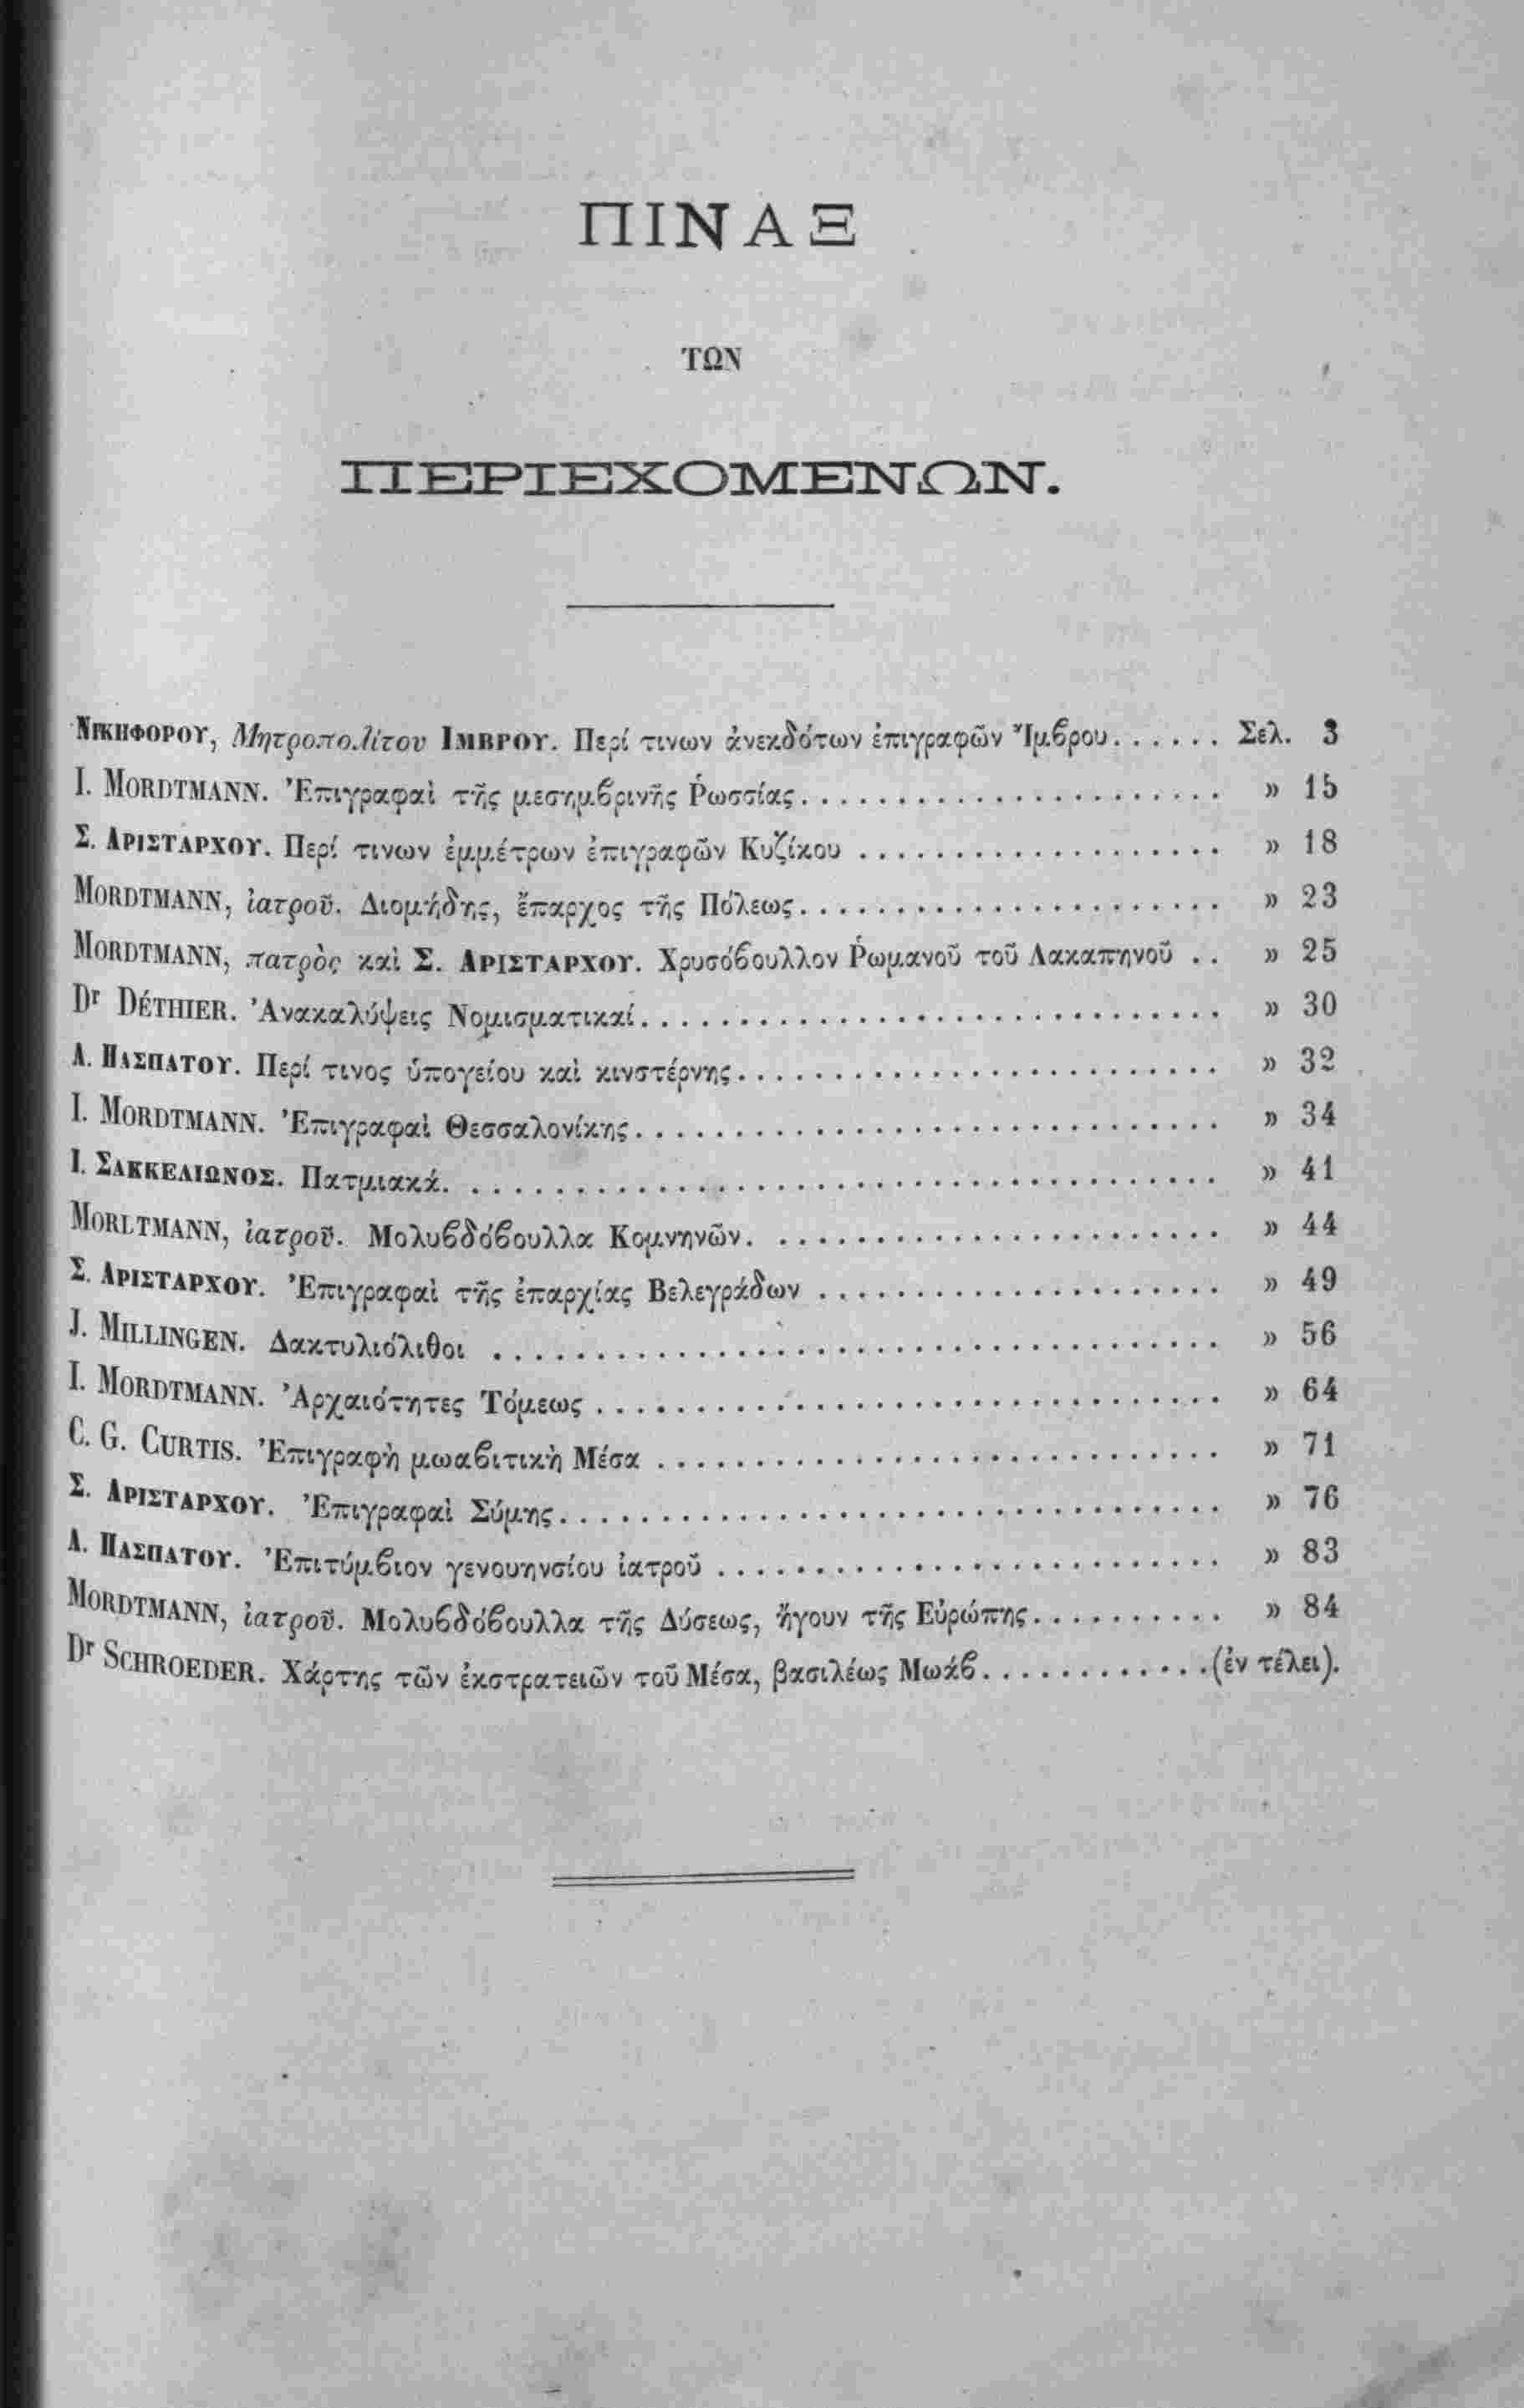 ΠΙΝΑΞ
ΤΩΝ
ΠΕΡΙΕΧΟΜΕΝΩΝ.
ΝΙΚΗΦΟΡΟΥ, Μητροπολίτου ΙΜΒΡΟΥ. Περί τινων ἀνεκδότων ἐπιγραφῶν Ἴμϐρου...... Σελ. 3
I. MORDTMANN. Ἐπιγραφαὶ τῆς μεσημϐρινῆς Ῥωσσίας...................... » 15
Σ. ΑΡΙΣΤΑΡΧΟΥ. Περί τινων ἐμμέτρων ἐπιγραφῶν Κυζίκου ................... » 18
MORDTMANN, ἰατροῦ. Διομήδης, ἔπαρχος τῆς Πόλεως...................... » 23
MORDTMANN, πατρὸς καὶ Σ. ΑΡΙΣΤΑΡΧΟΥ. Χρυσόϐουλλον Ῥωμανοῦ τοῦ Λακαπηνοῦ .. » 25
Dr DÉTHIER. Ἀνακαλύψεις Νομισματικαί.............................. » 30
Α. ΠΑΣΠΑΤΟΥ. Περί τινος ὑπογείου καὶ κινστέρνης......................... » 32
I. MORDTMANN. Ἐπιγραφαὶ Θεσσαλονίκης.............................. » 34
Ι. ΣΑΚΚΕΛΙΩΝΟΣ. Πατμιακά. ...................................... » 41
MORLTMANN, ἰατροῦ. Μολυϐδόϐουλλα Κομνηνῶν. ....................... » 44
Σ. ΑΡΙΣΤΑΡΧΟΥ. Ἐπιγραφαὶ τῆς ἐπαρχίας Βελεγράδων ..................... » 49
J. MILLINGEN. Δακτυλιόλιθοι ..................................... » 56
I. MORDTMANN. Ἀρχαιότητες Τόμεως ................................ » 64
C. G. CURTIS. Ἐπιγραφὴ μωαϐιτικὴ Μέσα ............................. » 71
Σ. ΑΡΙΣΤΑΡΧΟΥ. Ἐπιγραφαὶ Σύμης.................................. » 76
Α. ΠΑΣΠΑΤΟΥ. Ἐπιτύμϐιον γενουηνσίου ἰατροῦ .......................... » 83
MORDTMANN, ἰατροῦ. Μολυϐδόϐουλλα τῆς Δύσεως, ἤγουν τῆς Εὐρώπης.......... » 84
Dr SCHROEDER. Χάρτης τῶν ἐκστρατειῶν τοῦ Μέσα, βασιλέως Μωάϐ............(ἐν τέλει).